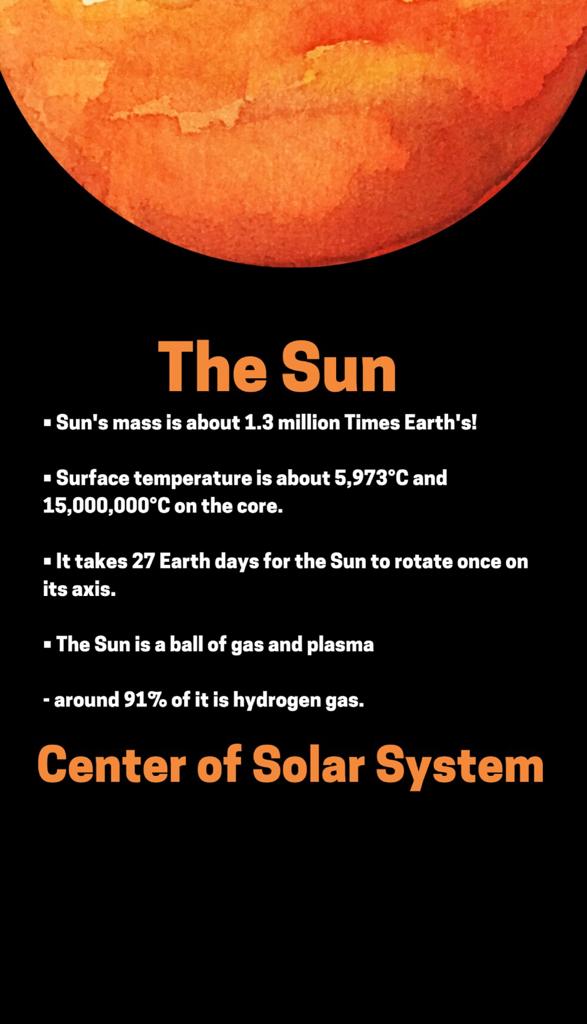 The Sun
▪ Sun's mass is about 1.3 million Times Earth's!
▪ Surface temperature is about 5,973°C and
15,000,000°C on the core.
▪ It takes 27 Earth days for the Sun to rotate once on
its axis.
▪ The Sun is a ball of gas and plasma
- around 91% of it is hydrogen gas.
Center of Solar System